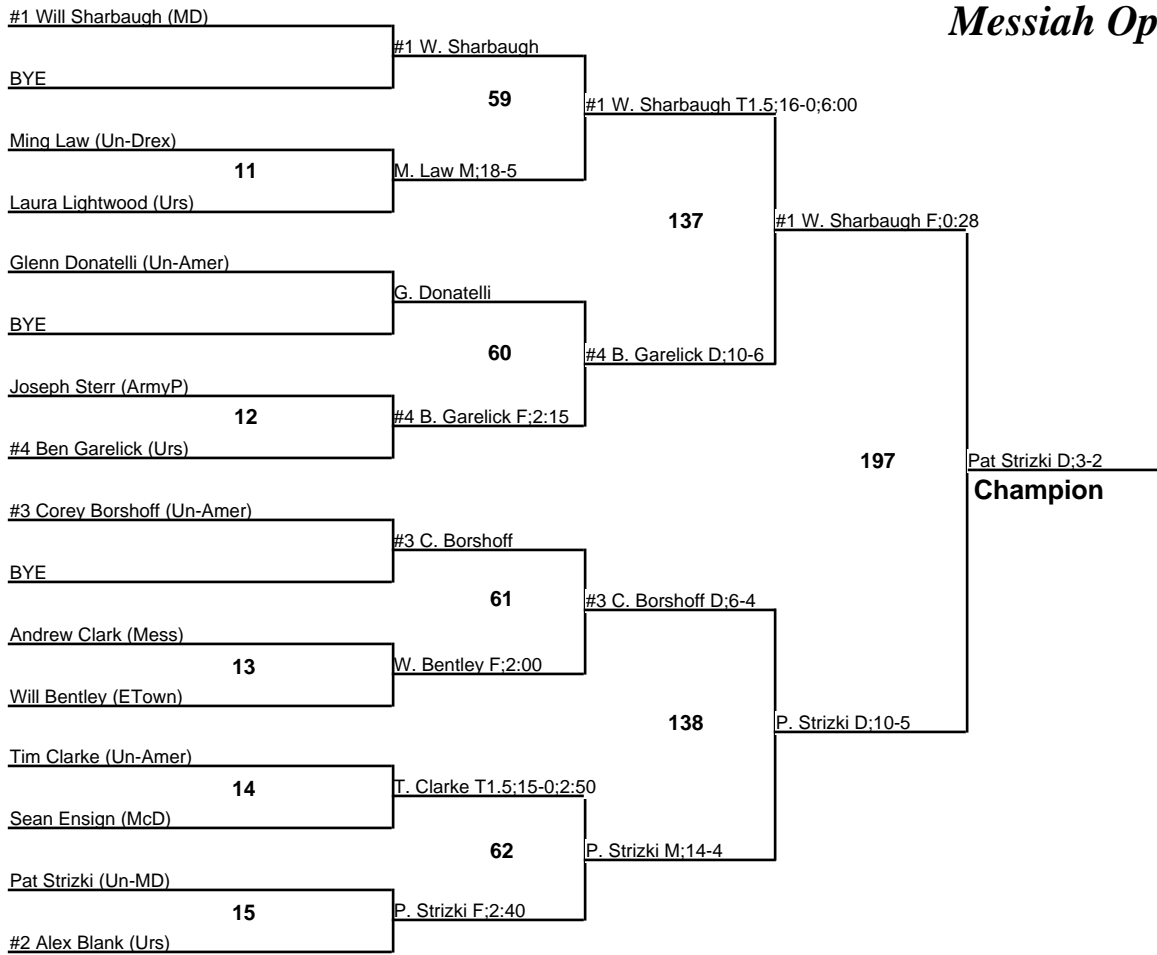 Messiah Op
#1 Will Sharbaugh (MD)
#1 W. Sharbaugh
BYE
59
#1 W. Sharbaugh T1.5;16-0;6:00
Ming Law (Un-Drex)
11
M. Law M;18-5
Laura Lightwood (Urs)
137
#1 W. Sharbaugh F;0:28
Glenn Donatelli (Un-Amer)
G. Donatelli
BYE
60
#4 B. Garelick D;10-6
Joseph Sterr (ArmyP)
12
#4 B. Garelick F;2:15
#4 Ben Garelick (Urs)
197
Pat Strizki D;3-2
Champion
#3 Corey Borshoff (Un-Amer)
#3 C. Borshoff
BYE
61
#3 C. Borshoff D;6-4
Andrew Clark (Mess)
13
W. Bentley F;2:00
Will Bentley (ETown)
138
P. Strizki D;10-5
Tim Clarke (Un-Amer)
14
T. Clarke T1.5;15-0;2:50
Sean Ensign (McD)
62
P. Strizki M;14-4
Pat Strizki (Un-MD)
15
P. Strizki F;2:40
#2 Alex Blank (Urs)